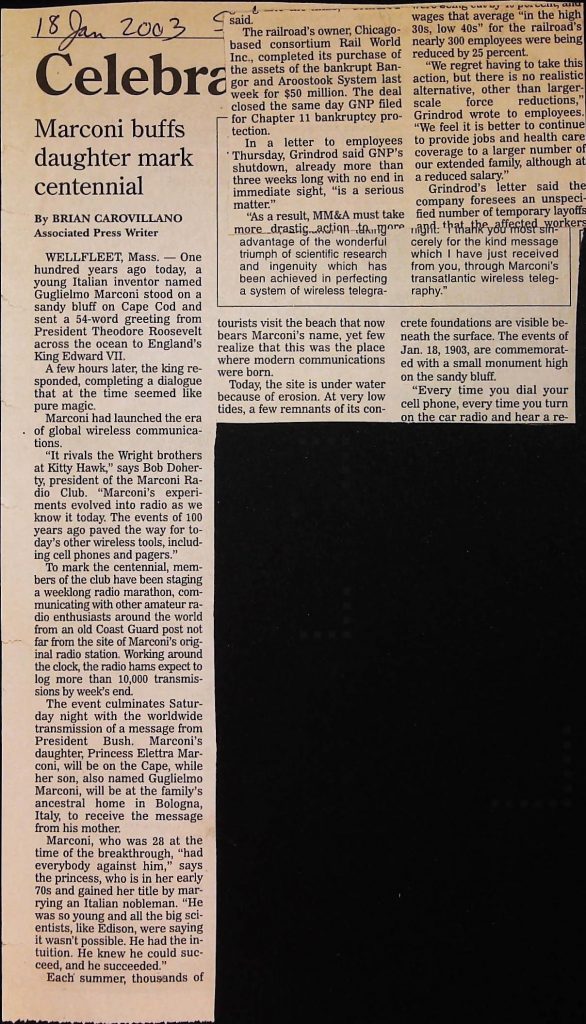 18 Jan 2003
Celebra
Marconi buffs
daughter mark
centennial
By BRIAN CAROVILLANO
Associated Press Writer
WELLFLEET, Mass. — One
hundred years ago today, a
young Italian inventor named
Guglielmo Marconi stood on a
sandy bluff on Cape Cod and
sent a 54-word greeting from
President Theodore Roosevelt
across the ocean to England's
King Edward VII.
A few hours later, the king re-
sponded, completing a dialogue
that at the time seemed like
pure magic.
Marconi had launched the era
of global wireless communica-
tions.
"It rivals the Wright brothers
at Kitty Hawk," says Bob Doher-
ty, president of the Marconi Ra-
dio Club. "Marconi's experi-
ments evolved into radio as we
know it today. The events of 100
years ago paved the way for to-
day's other wireless tools, includ-
ing cell phones and pagers."
To mark the centennial, mem-
bers of the club have been staging
a weeklong radio marathon, com-
municating with other amateur ra-
dio enthusiasts around the world
from an old Coast Guard post not
far from the site of Marconi's orig-
inal radio station. Working around
the clock, the radio hams expect to
log more than 10,000 transmis-
sions by week's end.
The event culminates Satur-
day night with the worldwide
transmission of a message from
President Bush. Marconi's
daughter, Princess Elettra Mar-
coni, will be on the Cape, while
her son, also named Guglielmo
Marconi, will be at the family's
ancestral home in Bologna,
Italy, to receive the message
from his mother.
Marconi, who was 28 at the
time of the breakthrough, "had
everybody against him," says
the princess, who is in her early
70s and gained her title by mar-
rying an Italian nobleman. "He
was so young and all the big sci-
entists, like Edison, were saying
it wasn't possible. He had the in-
tuition. He knew he could suc-
ceed, and he succeeded."
Each summer, thousands of
said.
The railroad's owner, Chicago-
based consortium Rail World
Inc., completed its purchase of
the assets of the bankrupt Ban-
gor and Aroostook System last
week for $50 million. The deal
closed the same day GNP filed
for Chapter 11 bankruptcy pro-
tection.
In a letter to employees
Thursday, Grindrod said GNP's
shutdown, already more than
three weeks long with no end in
immediate sight, "is a serious
matter."
"As a result, MM&A must take
more drastic action to more
advantage of the wonderful
triumph of scientific research
and ingenuity which has
been achieved in perfecting
a system of wireless telegra-
tourists visit the beach that now
bears Marconi's name, yet few
realize that this was the place
where modern communications
were born.
Today, the site is under water
because of erosion. At very low
tides, a few remnants of its con-
were being cut by 10 percent, and
wages that average "in the high
30s, low 40s" for the railroad's
nearly 300 employees were being
reduced by 25 percent.
"We regret having to take this
action, but there is no realistic
alternative, other than larger-
scale force reductions,"
Grindrod wrote to employees.
"We feel it is better to continue
to provide jobs and health care
coverage to a larger number of
our extended family, although at
a reduced salary."
Grindrod's letter said the
company foresees an unspeci-
fied number of temporary layoffs
and that the affected workers
night. I thank you most sin-
cerely for the kind message
which I have just received
from you, through Marconi's
transatlantic wireless teleg-
raphy."
crete foundations are visible be-
neath the surface. The events of
Jan. 18, 1903, are commemorat-
ed with a small monument high
on the sandy bluff.
"Every time you dial your
cell phone, every time you turn
on the car radio and hear a re-